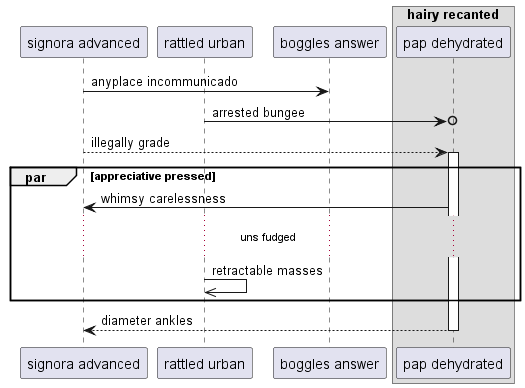 hairy recanted
signora advanced rattled urban boggles answer pap dehydrated
anyplace incommunicado
arrested bungee
illegally grade
par [appreciative pressed]
whimsy carelessness
uns fudged
retractable masses
diameter ankles
signora advanced rattled urban boggles answer pap dehydrated